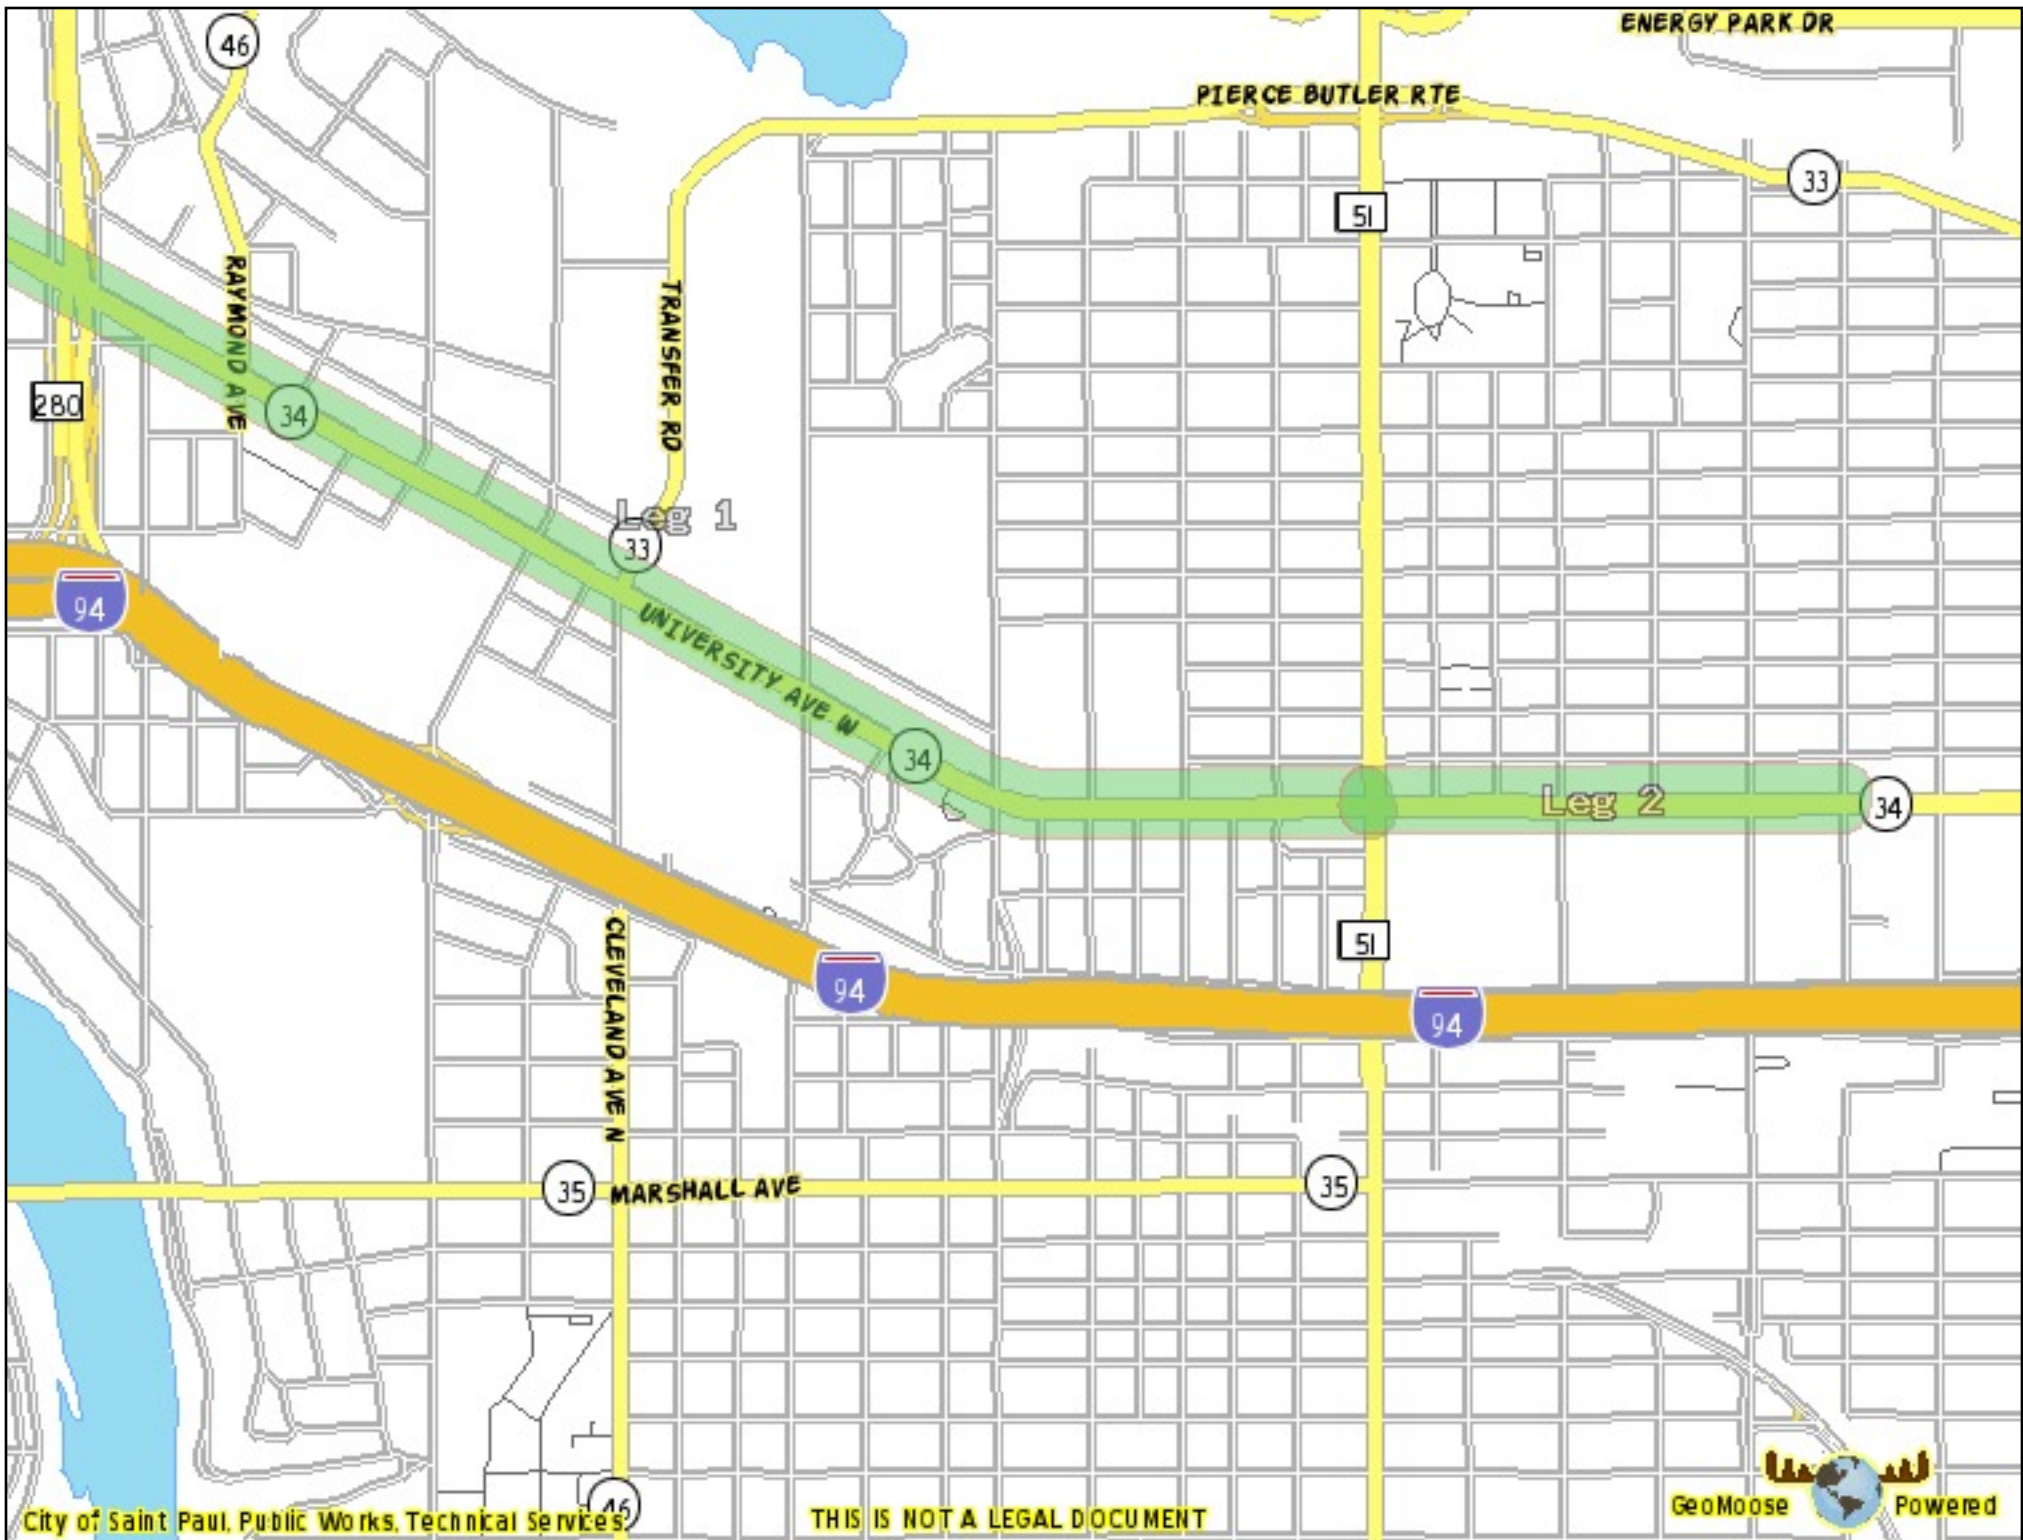 ENERGY PARK DR
46
PIERCE BUTLER RTE
33
51
RAYMOND AVE
TRANSFER RD
280
34
Leg 1
33
94
UNIVERSITY AVE W
34
Leg 2
34
CLEVELAND AVE N
51
94
94
35
MARSHALL AVE
35
46
GeoMoose Powered
City of Saint Paul, Public Works, Technical Services
THIS IS NOT A LEGAL DOCUMENT